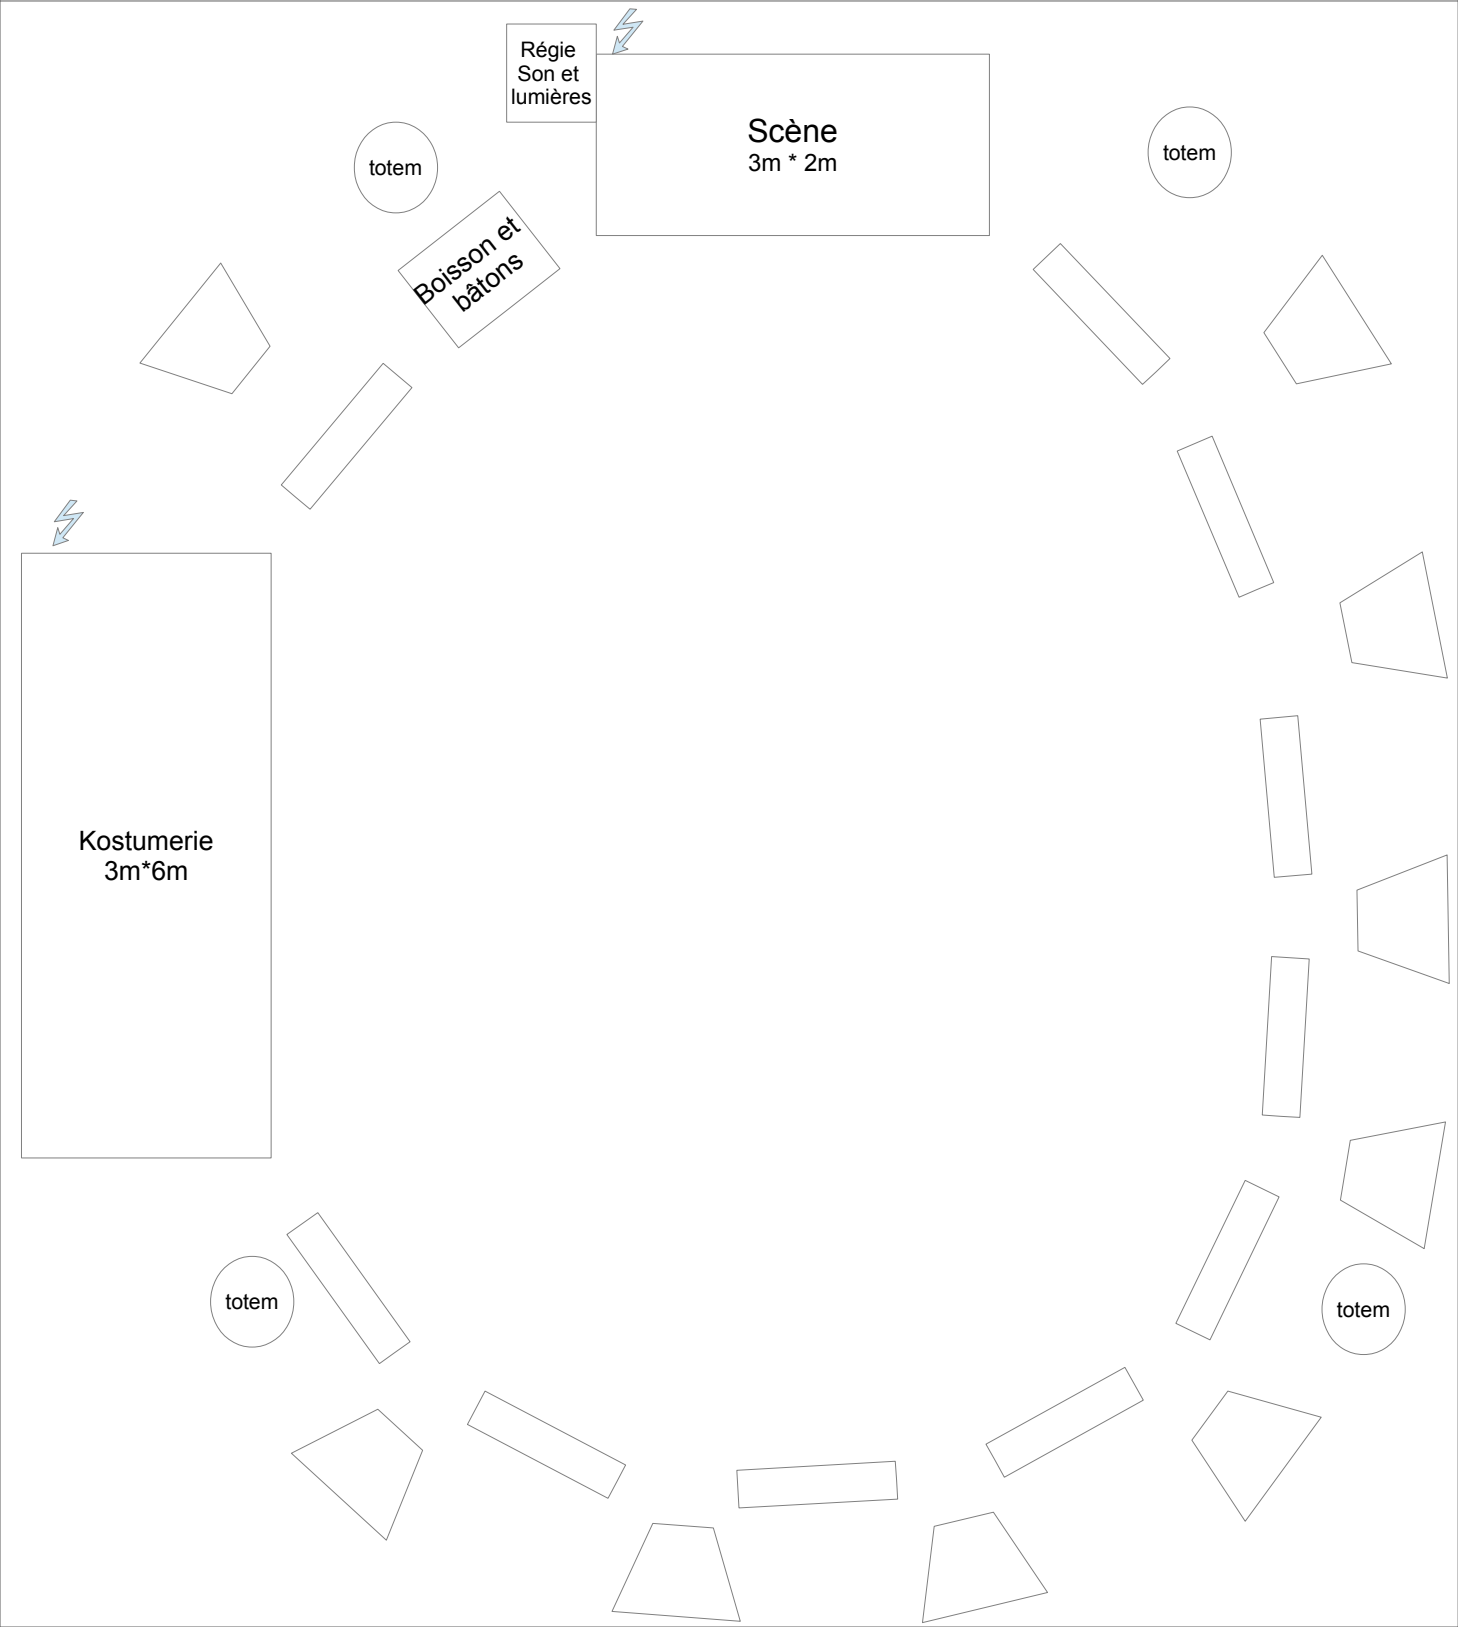 Régie
Son et
lumières
Scène
3m * 2m
totem
totem
Boisson et
bâtons
Kostumerie
3m*6m
totem
totem